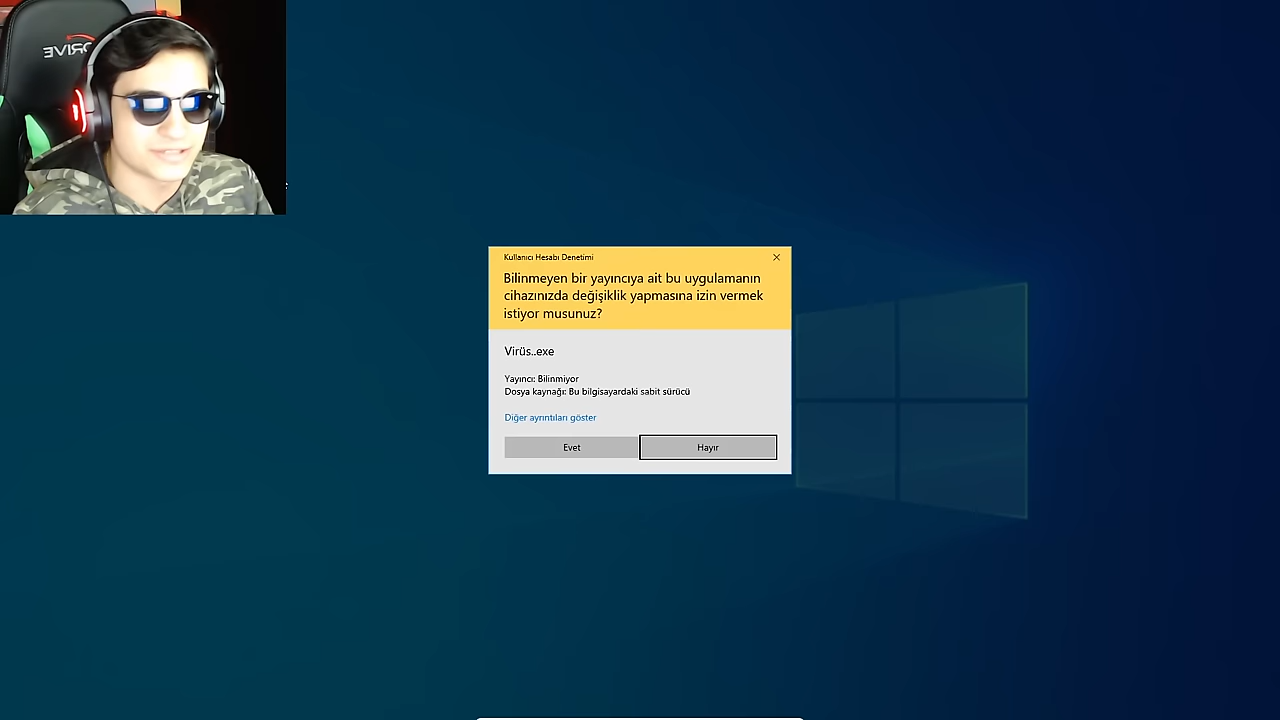 DRIVE
Kullanıcı Hesabı Denetimi
Bilinmeyen bir yayıncıya ait bu uygulamanın
cihazınızda değişiklik yapmasına izin vermek
istiyor musunuz?
Virüs..exe
Yayıncı: Bilinmiyor
Dosya kaynağı: Bu bilgisayardaki sabit sürücü
Diğer ayrıntıları göster
Evet
Hayır